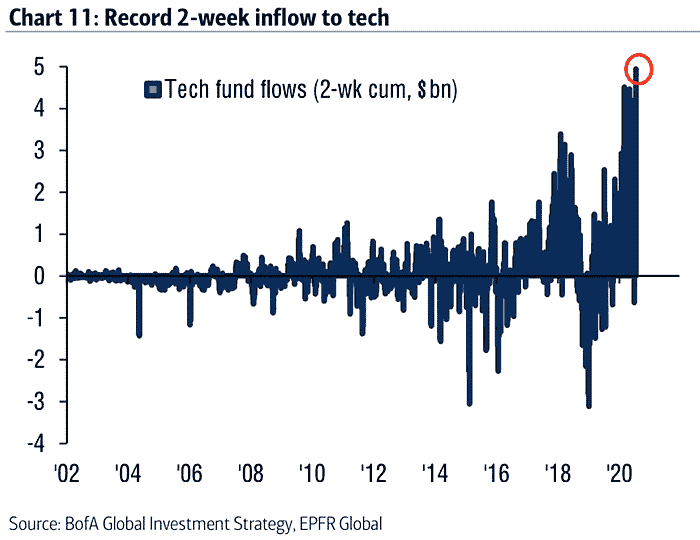 Chart 11: Record 2-week inflow to tech
Tech fund flows (2-wk cum, $bn)
5
4
3
2
1
0
-1
-2
-3
-4
'02 '04 '06 '08 '10 '12 '14 '16 '18 '20
Source: BofA Global Investment Strategy, EPFR Global